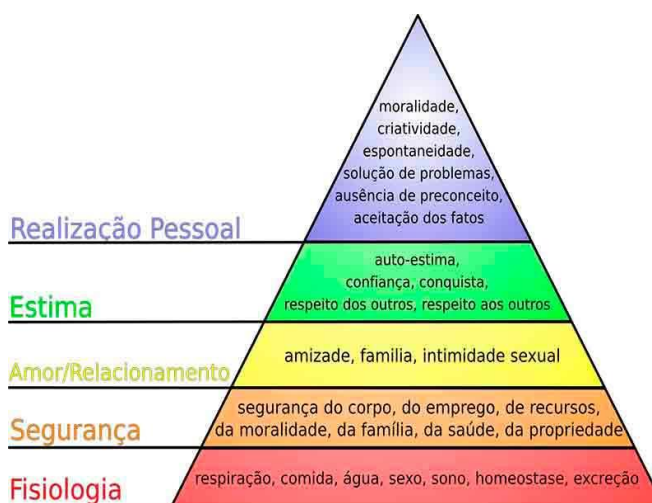 moralidade,
criatividade,
espontaneidade,
solução de problemas,
ausência de preconceito,
aceitação dos fatos
Realização Pessoal
auto-estima,
confiança, conquista,
respeito dos outros, respeito aos outros
Estima
amizade, familia, intimidade sexual
Amor/Relacionamento
segurança do corpo, do emprego, de recursos,
da moralidade, da família, da saúde, da propriedade
Segurança
respiração, comida, água, sexo, sono, homeostase, excreção
Fisiologia